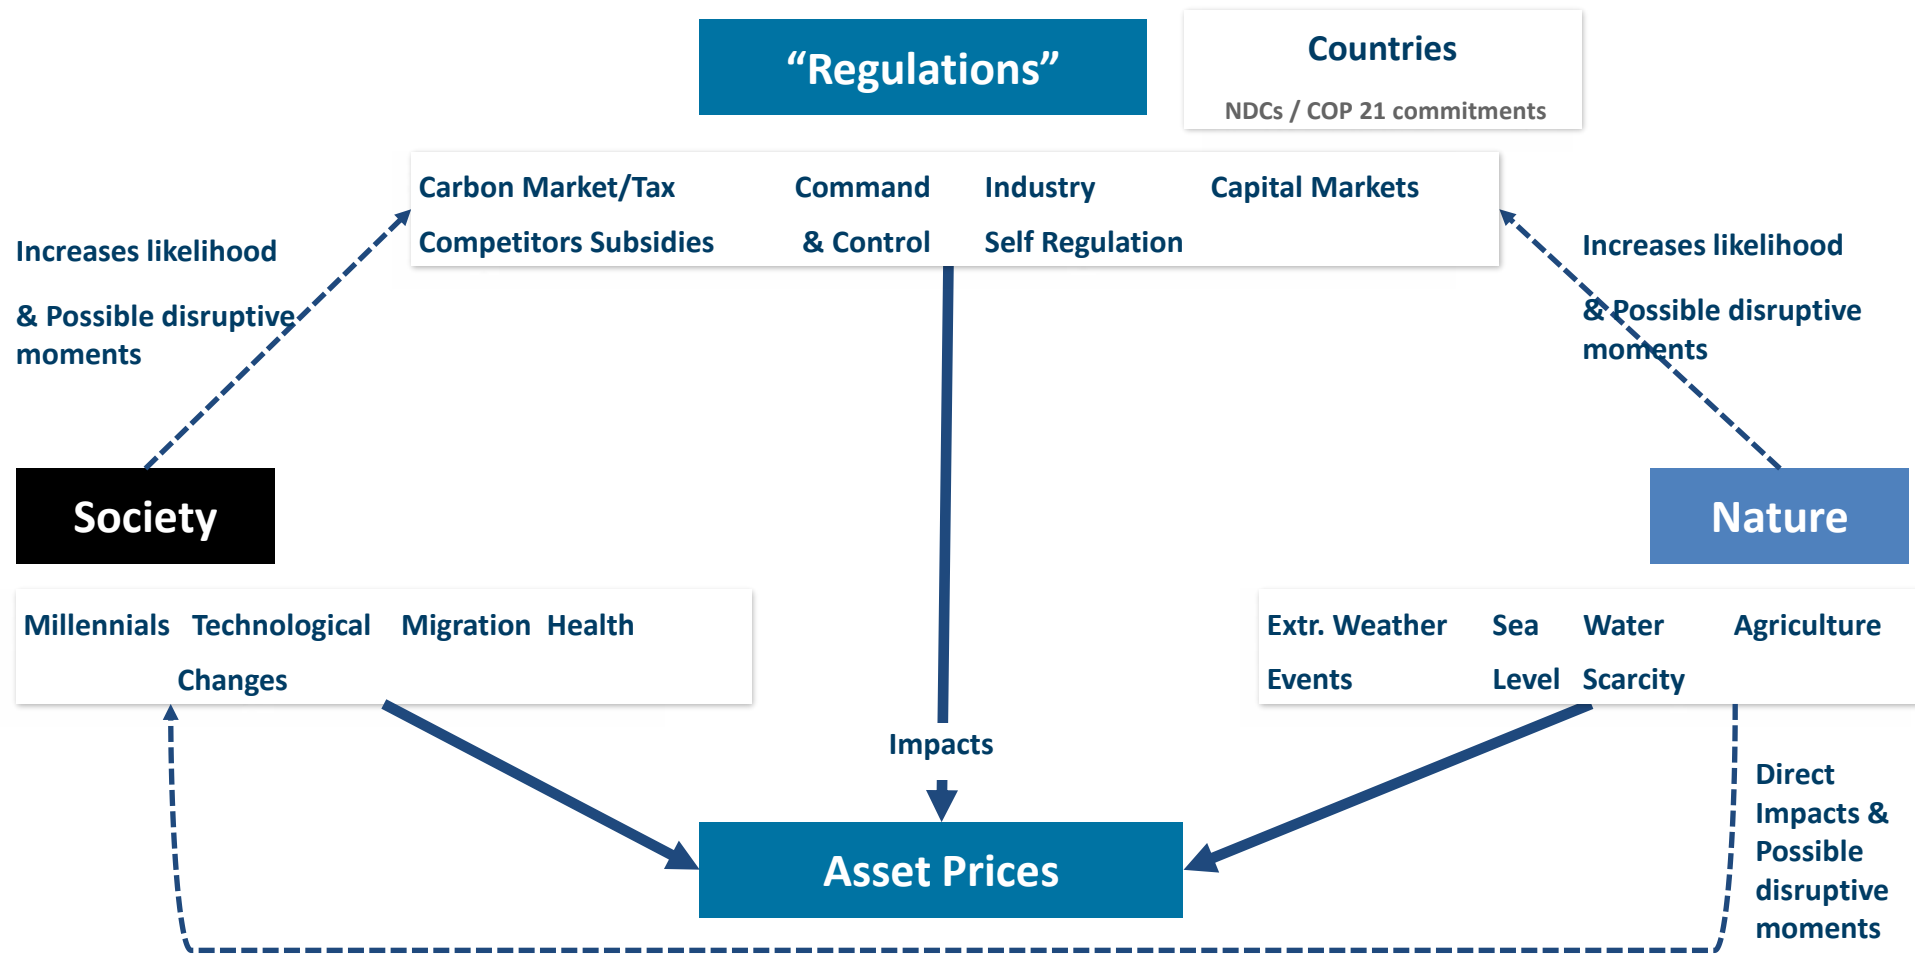 “Regulations”
Countries
NDCs / COP 21 commitments
Carbon Market/Tax Command Industry Capital Markets
Competitors Subsidies & Control Self Regulation
Increases likelihood
& Possible disruptive
moments
Increases likelihood
& Possible disruptive
moments
Society
Nature
Millennials Technological Migration Health
Changes
Extr. Weather Sea Water Agriculture
Events Level Scarcity
Impacts
Direct
Impacts &
Possible
disruptive
moments
Asset Prices